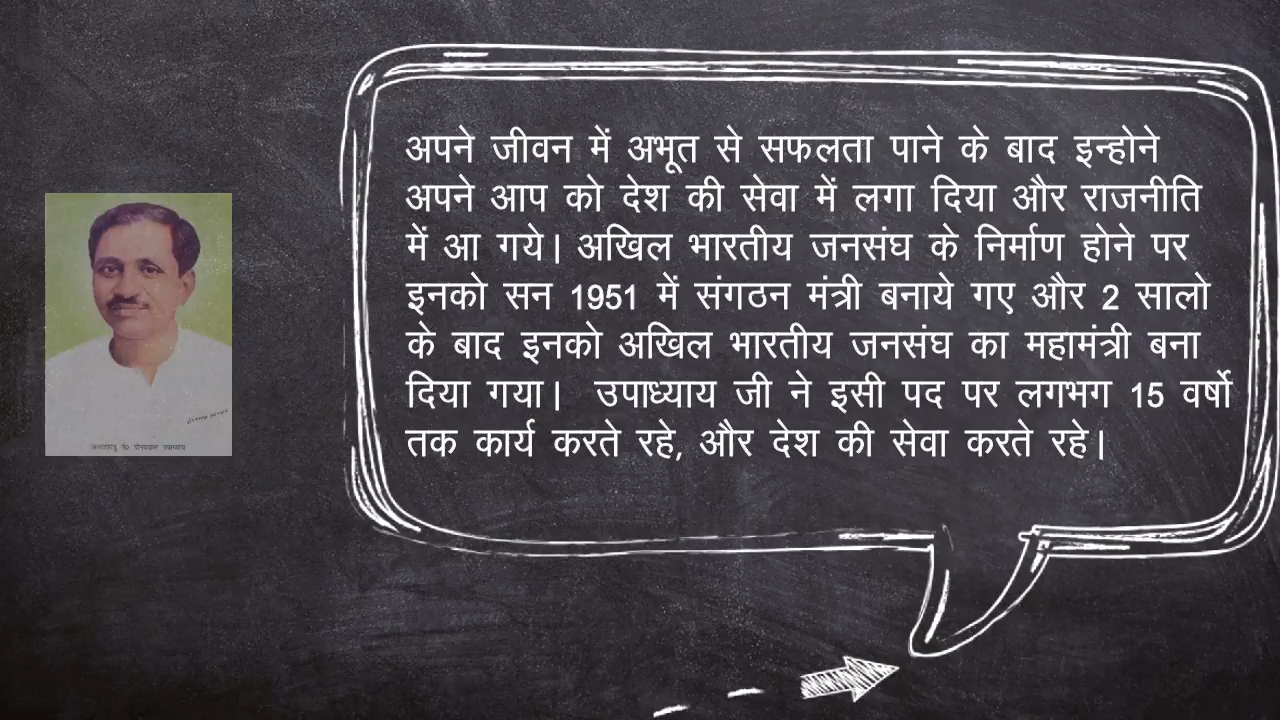 अपने जीवन में अभूत से सफलता पाने के बाद इन्होने
अपने आप को देश की सेवा में लगा दिया और राजनीति
में आ गये। अखिल भारतीय जनसंघ के निर्माण होने पर
इनको सन 1951 में संगठन मंत्री बनाये गए और 2 सालो
के बाद इनको अखिल भारतीय जनसंघ का महामंत्री बना
दिया गया। उपाध्याय जी ने इसी पद पर लगभग 15 वर्षो
तक कार्य करते रहे, और देश की सेवा करते रहे।